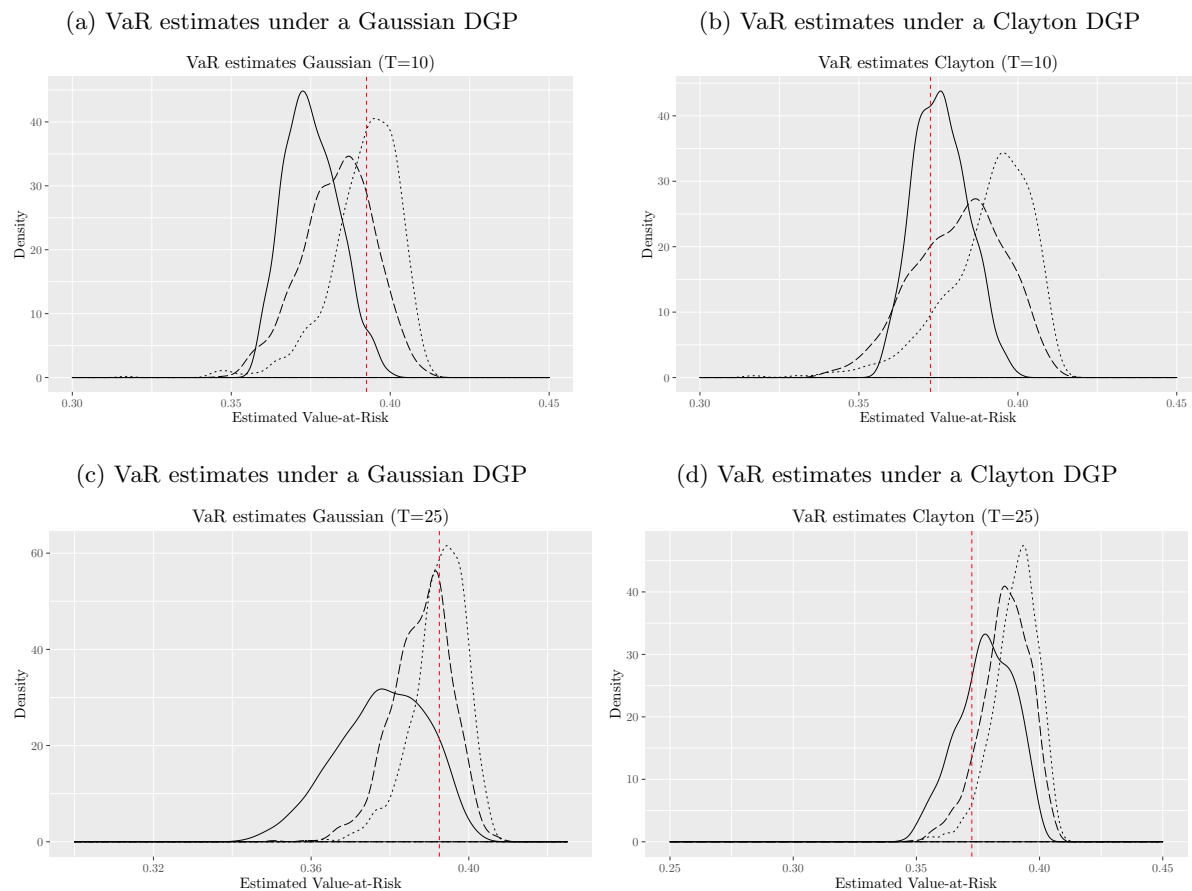 (a) VaR estimates under a Gaussian DGP
VaR estimates Gaussian (T=10)
Density
40
30
20
10
0
0.30 0.35 0.40 0.45
Estimated Value-at-Risk
(b) VaR estimates under a Clayton DGP
VaR estimates Clayton (T=10)
Density
40
30
20
10
0
0.30 0.35 0.40 0.45
Estimated Value-at-Risk
(c) VaR estimates under a Gaussian DGP
VaR estimates Gaussian (T=25)
Density
60
40
20
0
0.32 0.36 0.40
Estimated Value-at-Risk
(d) VaR estimates under a Clayton DGP
VaR estimates Clayton (T=25)
Density
40
30
20
10
0
0.25 0.30 0.35 0.40 0.45
Estimated Value-at-Risk